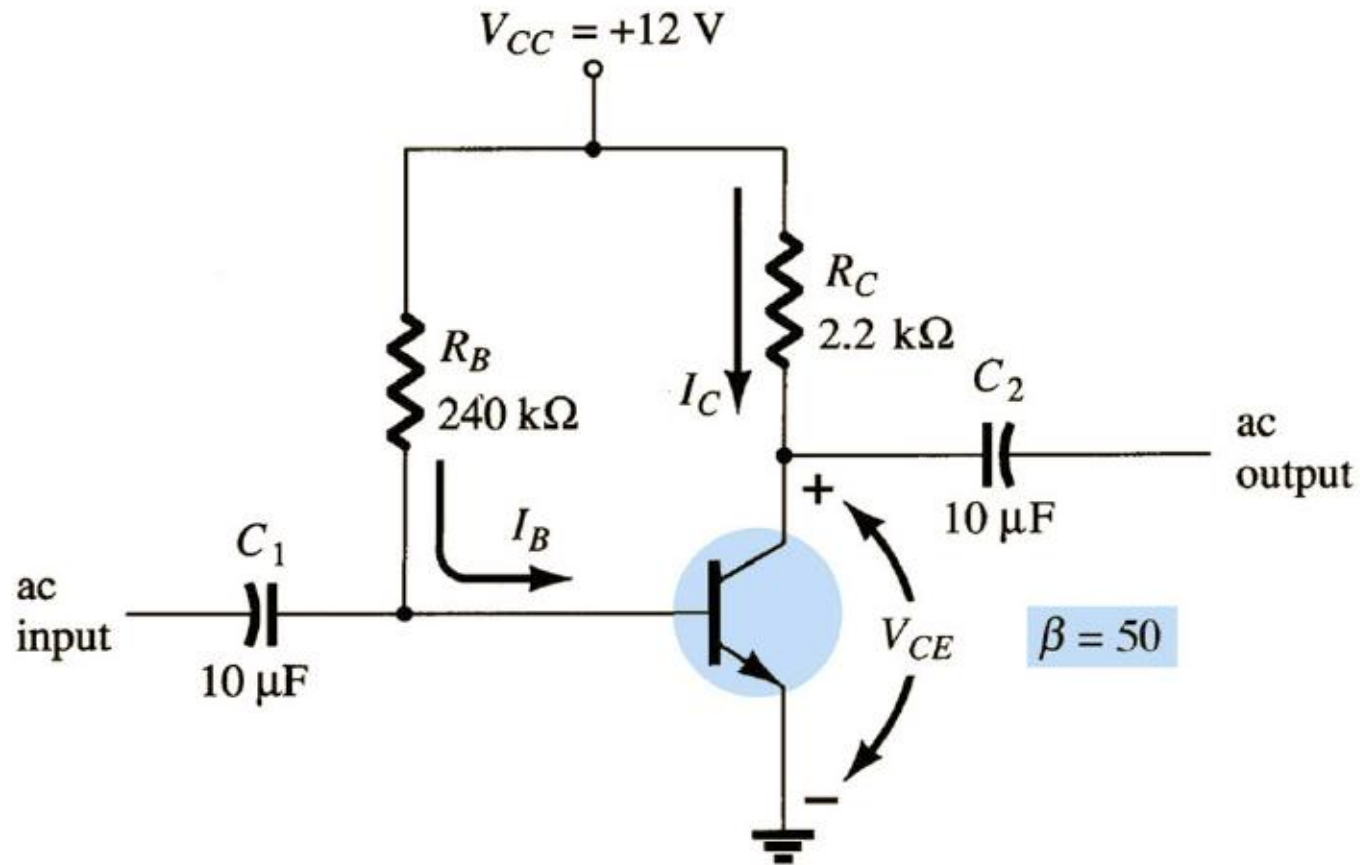 V_CC = +12 V
R_C
2.2 kΩ
R_B
240 kΩ
I_C
C_2
10 μF
ac
output
+
I_B
C_1
10 μF
ac
input
V_CE
β = 50
−